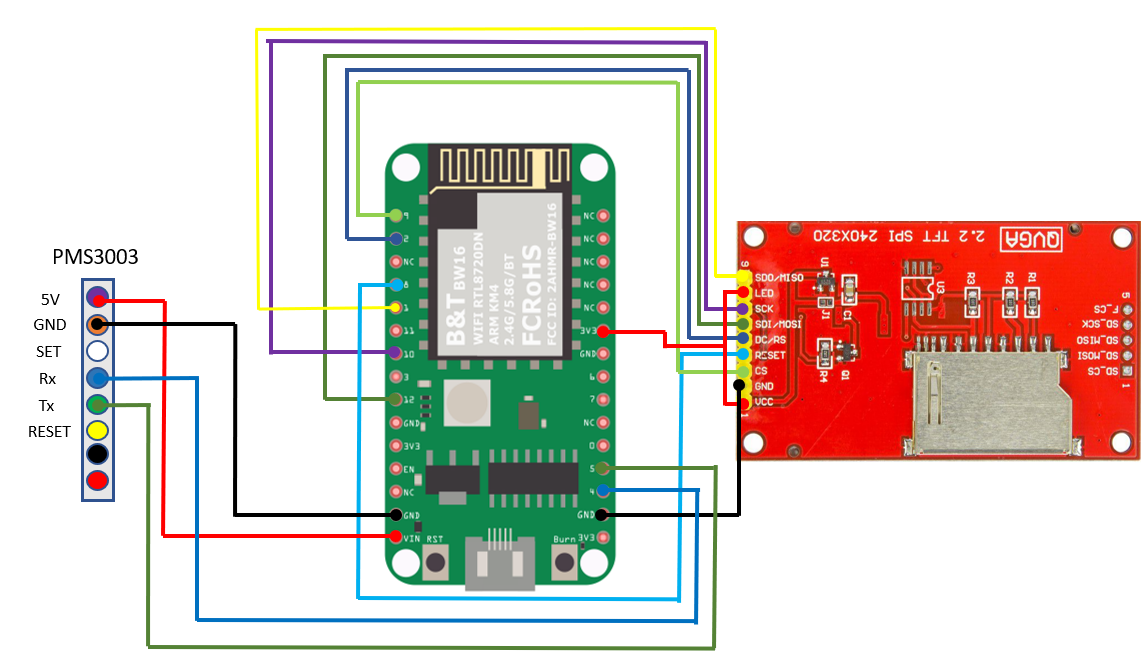 PMS3003
5V
GND
SET
Rx
Tx
RESET
9
2
NC
8
1
11
10
3
12
GND
3V3
EN
NC
GND
VIN
RST
B&T BW16
WIFI RTL8720DN
ARM KM4
2.4G/5.8G/BT
FCCRoHS
FCC ID: 2AHMR-BW16
NC
NC
NC
NC
NC
3V3
GND
6
7
NC
0
5
4
GND
3V3
Burn
2.2 TFT SPI 240X320
QVGA
9
SDO/MISO
LED
SCK
SDI/MOSI
DC/RS
RESET
CS
GND
VCC
1
U1
J1
C1
R4
Q1
U3
R3
R2
R1
5
F_CS
SD_SCK
SD_MISO
SD_MOSI
SD_CS
1